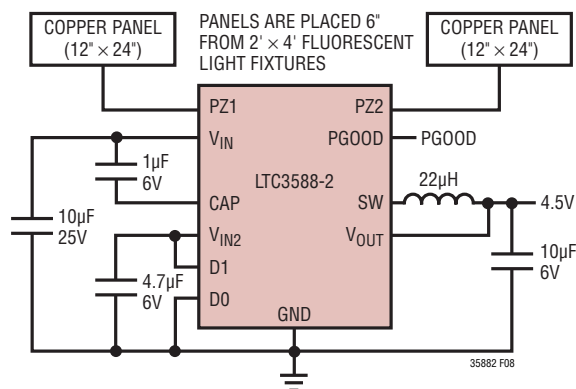 COPPER PANEL
(12" × 24")
PANELS ARE PLACED 6"
FROM 2' × 4' FLUORESCENT
LIGHT FIXTURES
COPPER PANEL
(12" × 24")
PZ1
PZ2
VIN
PGOOD
PGOOD
1µF
6V
LTC3588-2
22µH
CAP
SW
4.5V
10µF
25V
VIN2
VOUT
4.7µF
6V
D1
10µF
6V
D0
GND
35882 F08